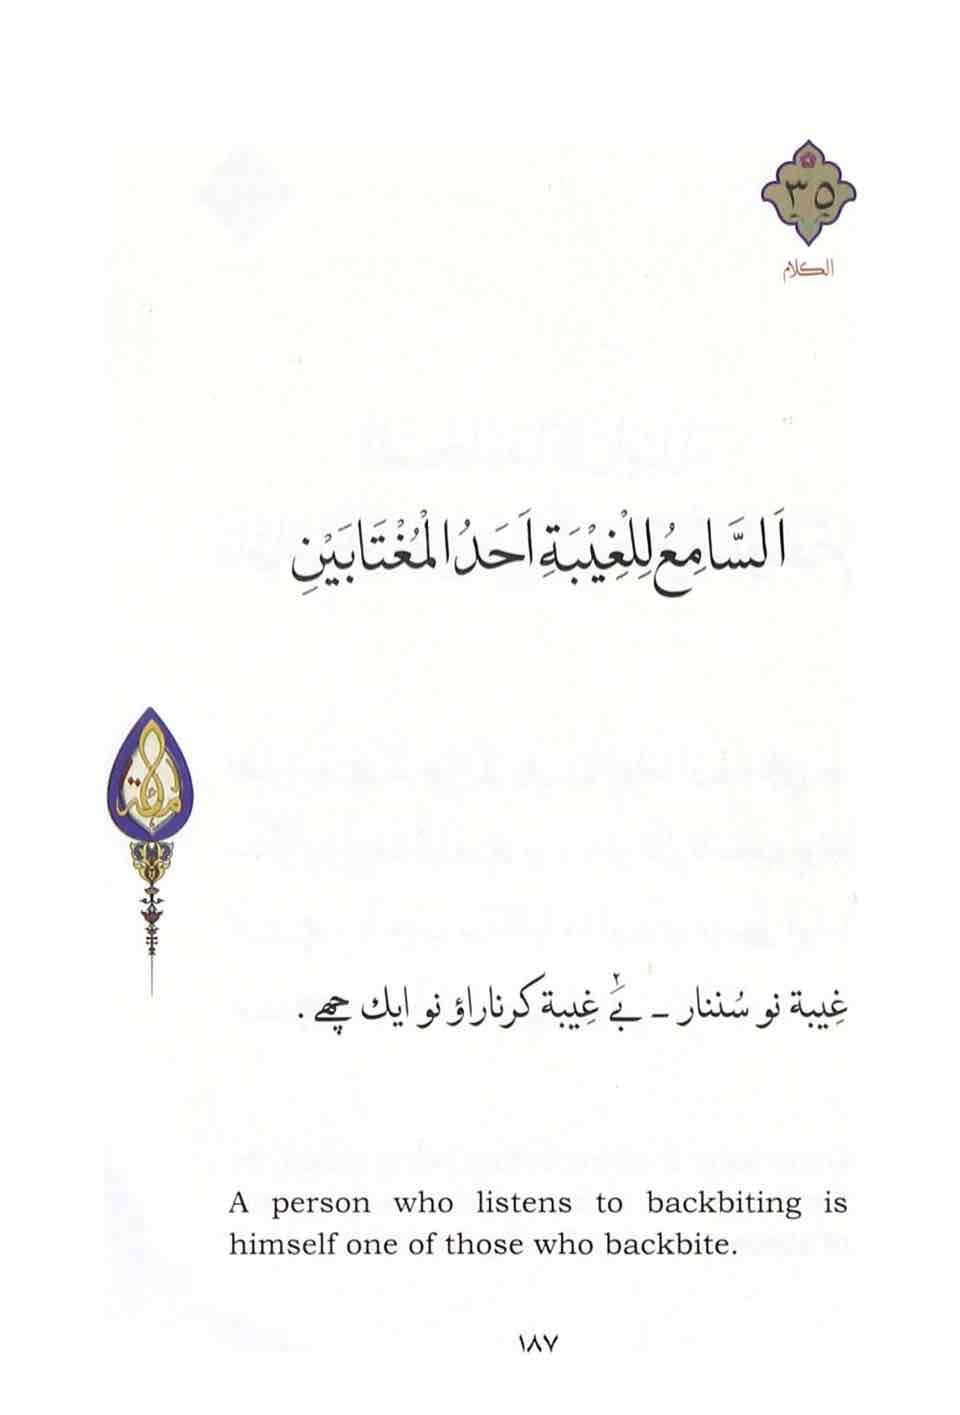 ٣٥
الكلام
اَلسَّامِعُ لِلْغِيْبَةِ اَحَدُ الْمُغْتَابَيْنِ
غِيبة نو سُننار ـ بَےْ٢ غِيبة كرناراؤ نو ايك چھے .
A person who listens to backbiting is
himself one of those who backbite.
١٨٧